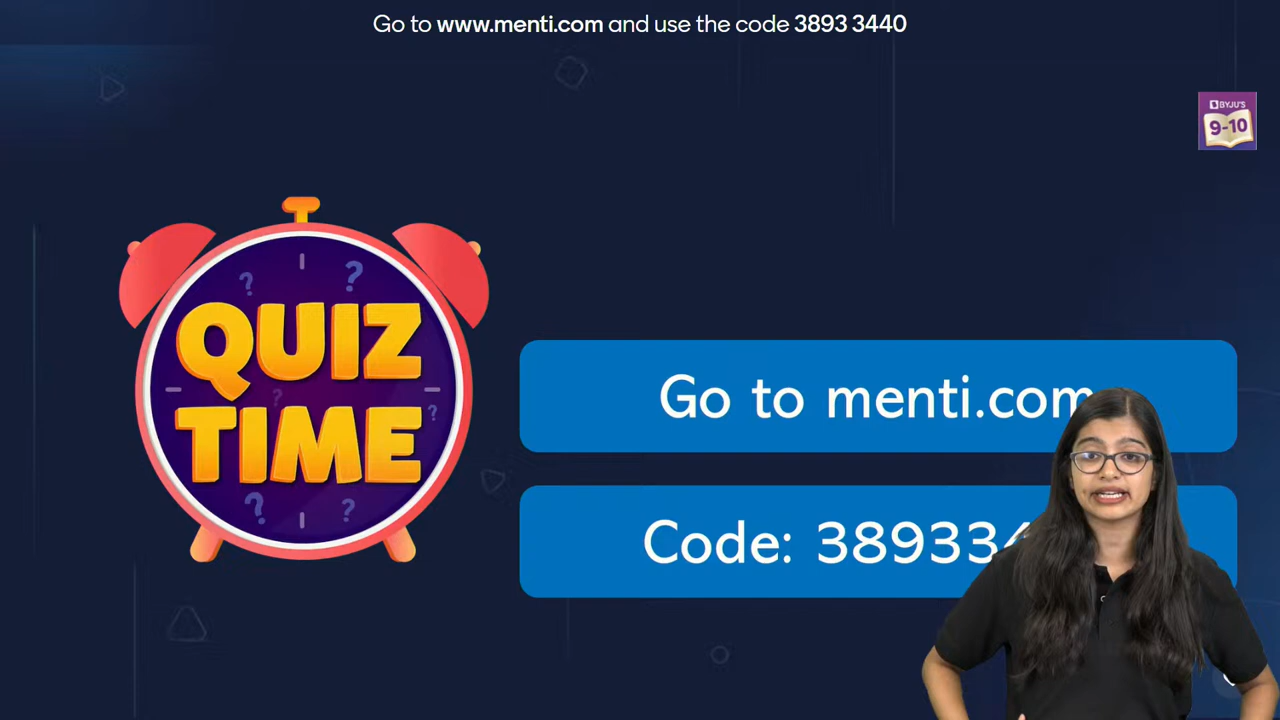 Go to www.menti.com and use the code 3893 3440
BYJU'S
9-10
QUIZ
TIME
Go to menti.com
Code: 38933